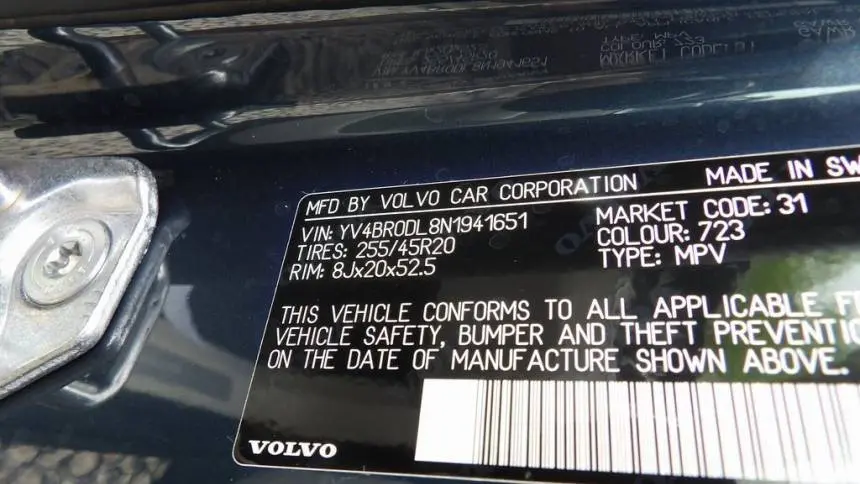 MFD BY VOLVO CAR CORPORATION MADE IN SW
VIN: YV4BR0DL8N1941651 MARKET CODE: 31
TIRES: 255/45R20 COLOUR: 723
RIM: 8Jx20x52.5 TYPE: MPV
THIS VEHICLE CONFORMS TO ALL APPLICABLE F
VEHICLE SAFETY, BUMPER AND THEFT PREVENTIO
ON THE DATE OF MANUFACTURE SHOWN ABOVE.
VOLVO